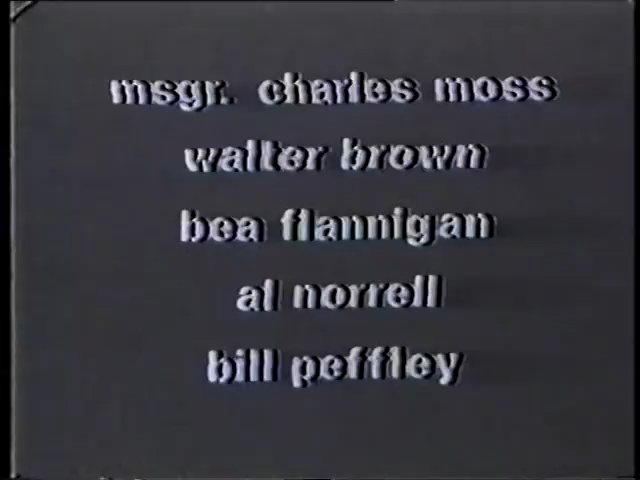 msgr. charles moss
walter brown
bea flannigan
al norrell
bill peffley